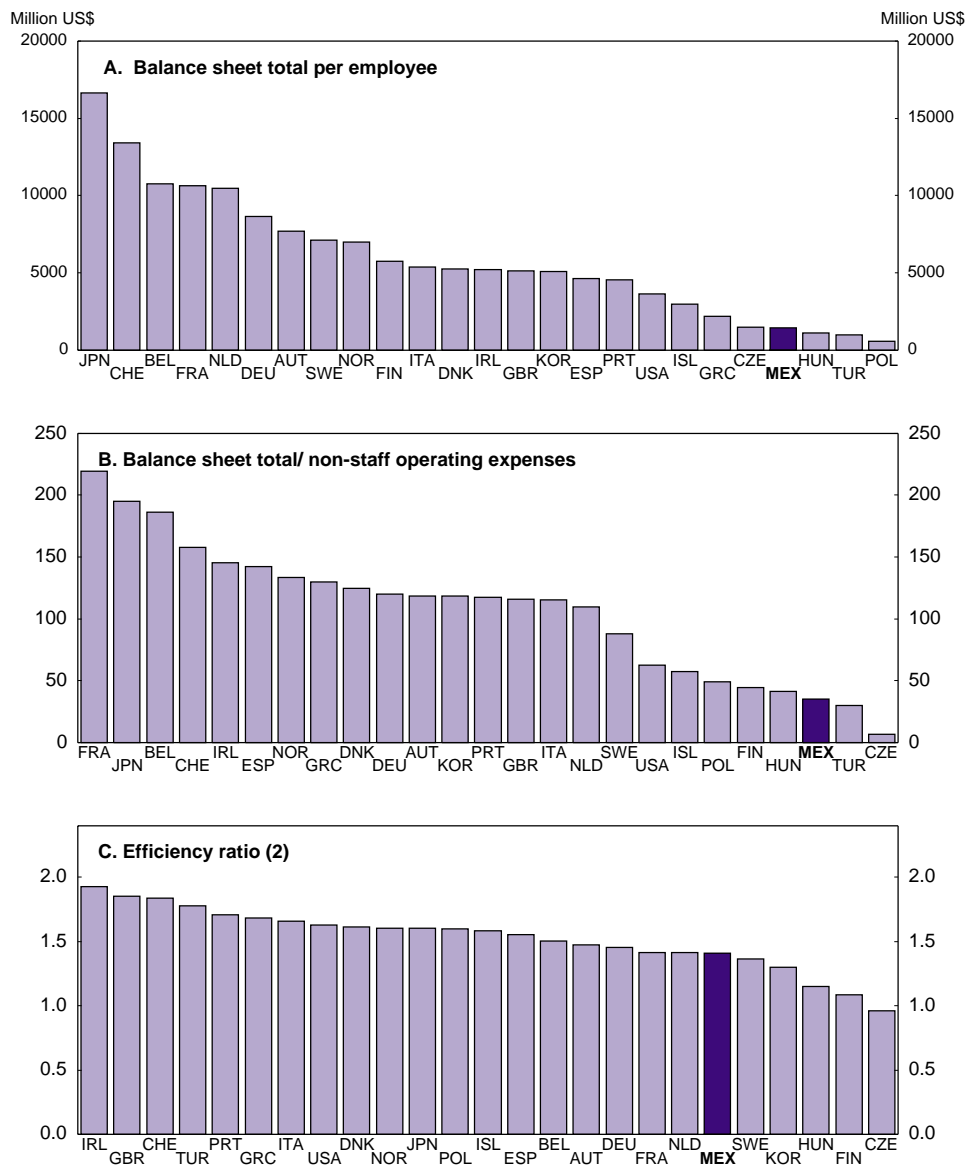 Million US$ Million US$
20000 20000
A. Balance sheet total per employee
15000 15000
10000 10000
5000 5000
0 0
JPN BEL NLD AUT NOR ITA IRL KOR PRT ISL CZE HUN POL
CHE FRA DEU SWE FIN DNK GBR ESP USA GRC MEX TUR
250 250
B. Balance sheet total/ non-staff operating expenses
200 200
150 150
100 100
50 50
0 0
FRA BEL IRL NOR DNK AUT PRT ITA SWE ISL FIN MEX CZE
JPN CHE ESP GRC DEU KOR GBR NLD USA POL HUN TUR
C. Efficiency ratio (2)
2.0 2.0
1.5 1.5
1.0 1.0
0.5 0.5
0.0 0.0
IRL CHE PRT ITA DNK JPN ISL BEL DEU NLD SWE HUN CZE
GBR TUR GRC USA NOR POL ESP AUT FRA MEX KOR FIN